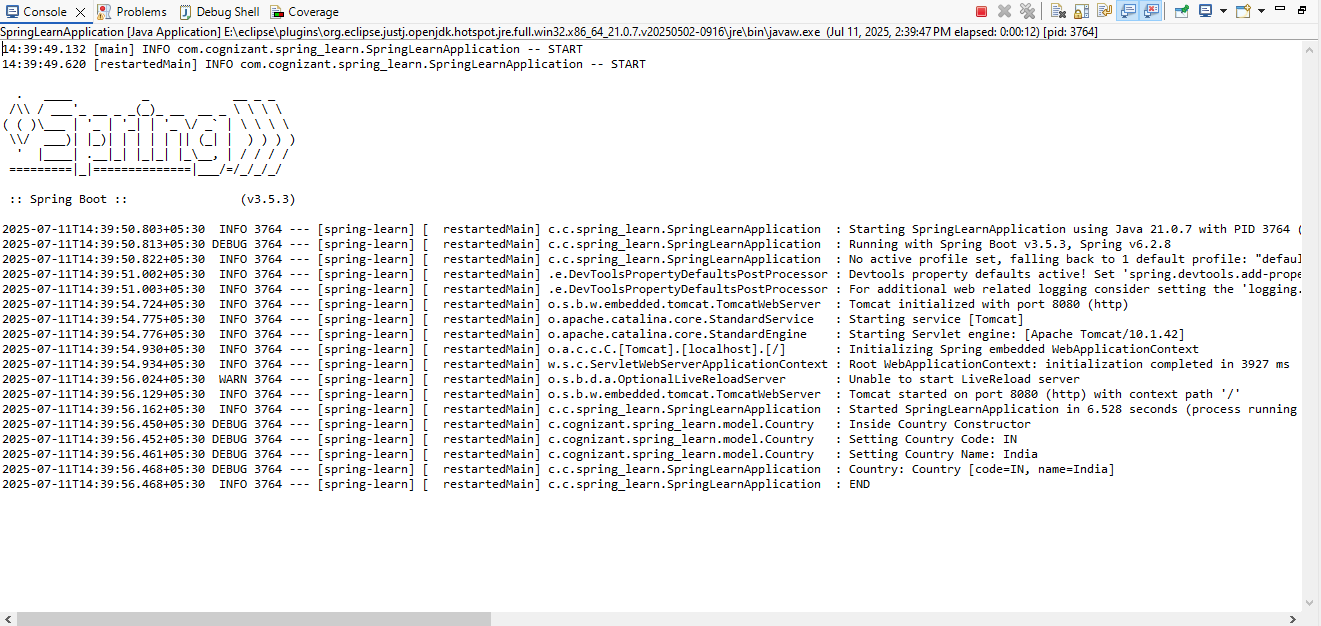 Console Problems Debug Shell Coverage
SpringLearnApplication [Java Application] E:\eclipse\plugins\org.eclipse.justj.openjdk.hotspot.jre.full.win32.x86_64_21.0.7.v20250502-0916\jre\bin\javaw.exe (Jul 11, 2025, 2:39:47 PM elapsed: 0:00:12) [pid: 3764]
14:39:49.132 [main] INFO com.cognizant.spring_learn.SpringLearnApplication -- START
14:39:49.620 [restartedMain] INFO com.cognizant.spring_learn.SpringLearnApplication -- START
  .   ____          _            __ _ _
 /\\ / ___'_ __ _ _(_)_ __  __ _ \ \ \ \
( ( )\___ | '_ | '_| | '_ \/ _` | \ \ \ \
 \\/  ___)| |_)| | | | | || (_| |  ) ) ) )
  '  |____| .__|_| |_|_| |_\__, | / / / /
 =========|_|==============|___/=/_/_/_/
 :: Spring Boot ::                (v3.5.3)
2025-07-11T14:39:50.803+05:30  INFO 3764 --- [spring-learn] [  restartedMain] c.c.spring_learn.SpringLearnApplication  : Starting SpringLearnApplication using Java 21.0.7 with PID 3764 (
2025-07-11T14:39:50.813+05:30 DEBUG 3764 --- [spring-learn] [  restartedMain] c.c.spring_learn.SpringLearnApplication  : Running with Spring Boot v3.5.3, Spring v6.2.8
2025-07-11T14:39:50.822+05:30  INFO 3764 --- [spring-learn] [  restartedMain] c.c.spring_learn.SpringLearnApplication  : No active profile set, falling back to 1 default profile: "defaul
2025-07-11T14:39:51.002+05:30  INFO 3764 --- [spring-learn] [  restartedMain] .e.DevToolsPropertyDefaultsPostProcessor : Devtools property defaults active! Set 'spring.devtools.add-prope
2025-07-11T14:39:51.003+05:30  INFO 3764 --- [spring-learn] [  restartedMain] .e.DevToolsPropertyDefaultsPostProcessor : For additional web related logging consider setting the 'logging.
2025-07-11T14:39:54.724+05:30  INFO 3764 --- [spring-learn] [  restartedMain] o.s.b.w.embedded.tomcat.TomcatWebServer  : Tomcat initialized with port 8080 (http)
2025-07-11T14:39:54.775+05:30  INFO 3764 --- [spring-learn] [  restartedMain] o.apache.catalina.core.StandardService   : Starting service [Tomcat]
2025-07-11T14:39:54.776+05:30  INFO 3764 --- [spring-learn] [  restartedMain] o.apache.catalina.core.StandardEngine    : Starting Servlet engine: [Apache Tomcat/10.1.42]
2025-07-11T14:39:54.930+05:30  INFO 3764 --- [spring-learn] [  restartedMain] o.a.c.c.C.[Tomcat].[localhost].[/]       : Initializing Spring embedded WebApplicationContext
2025-07-11T14:39:54.934+05:30  INFO 3764 --- [spring-learn] [  restartedMain] w.s.c.ServletWebServerApplicationContext : Root WebApplicationContext: initialization completed in 3927 ms
2025-07-11T14:39:56.024+05:30  WARN 3764 --- [spring-learn] [  restartedMain] o.s.b.d.a.OptionalLiveReloadServer       : Unable to start LiveReload server
2025-07-11T14:39:56.129+05:30  INFO 3764 --- [spring-learn] [  restartedMain] o.s.b.w.embedded.tomcat.TomcatWebServer  : Tomcat started on port 8080 (http) with context path '/'
2025-07-11T14:39:56.162+05:30  INFO 3764 --- [spring-learn] [  restartedMain] c.c.spring_learn.SpringLearnApplication  : Started SpringLearnApplication in 6.528 seconds (process running
2025-07-11T14:39:56.450+05:30 DEBUG 3764 --- [spring-learn] [  restartedMain] c.cognizant.spring_learn.model.Country   : Inside Country Constructor
2025-07-11T14:39:56.452+05:30 DEBUG 3764 --- [spring-learn] [  restartedMain] c.cognizant.spring_learn.model.Country   : Setting Country Code: IN
2025-07-11T14:39:56.461+05:30 DEBUG 3764 --- [spring-learn] [  restartedMain] c.cognizant.spring_learn.model.Country   : Setting Country Name: India
2025-07-11T14:39:56.468+05:30 DEBUG 3764 --- [spring-learn] [  restartedMain] c.c.spring_learn.SpringLearnApplication  : Country: Country [code=IN, name=India]
2025-07-11T14:39:56.468+05:30  INFO 3764 --- [spring-learn] [  restartedMain] c.c.spring_learn.SpringLearnApplication  : END